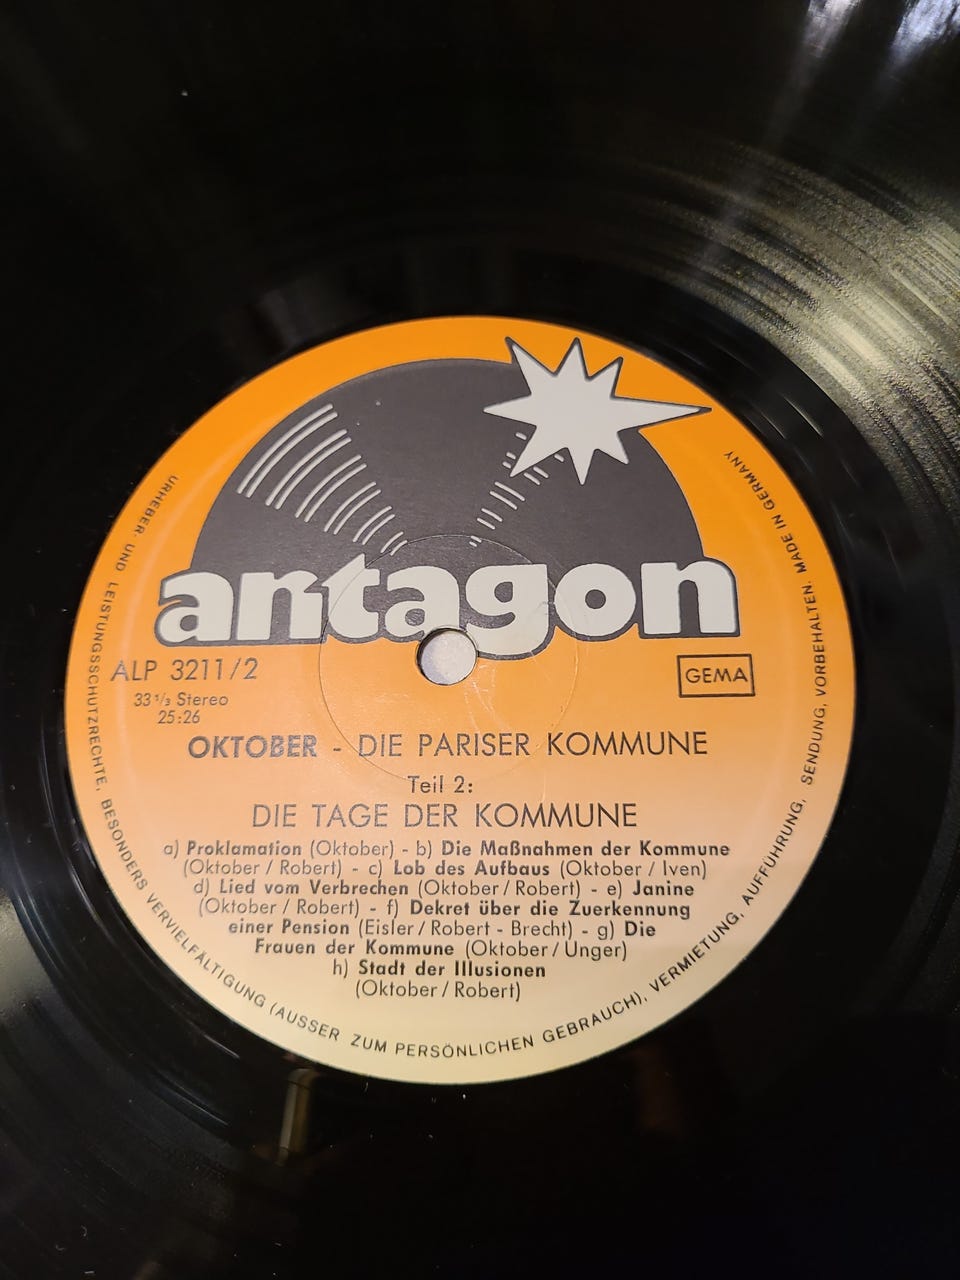 antagon
ALP 3211/2
33 1/3 Stereo
25:26
GEMA
OKTOBER - DIE PARISER KOMMUNE
Teil 2:
DIE TAGE DER KOMMUNE
a) Proklamation (Oktober) - b) Die Maßnahmen der Kommune
(Oktober / Robert) - c) Lob des Aufbaus (Oktober / Iven)
d) Lied vom Verbrechen (Oktober / Robert) - e) Janine
(Oktober / Robert) - f) Dekret über die Zuerkennung
einer Pension (Eisler / Robert - Brecht) - g) Die
Frauen der Kommune (Oktober / Unger)
h) Stadt der Illusionen
(Oktober / Robert)
URHEBER- UND LEISTUNGSSCHUTZRECHTE, BESONDERS VERVIELFÄLTIGUNG (AUSSER ZUM PERSÖNLICHEN GEBRAUCH), VERMIETUNG, AUFFÜHRUNG, SENDUNG, VORBEHALTEN. MADE IN GERMANY